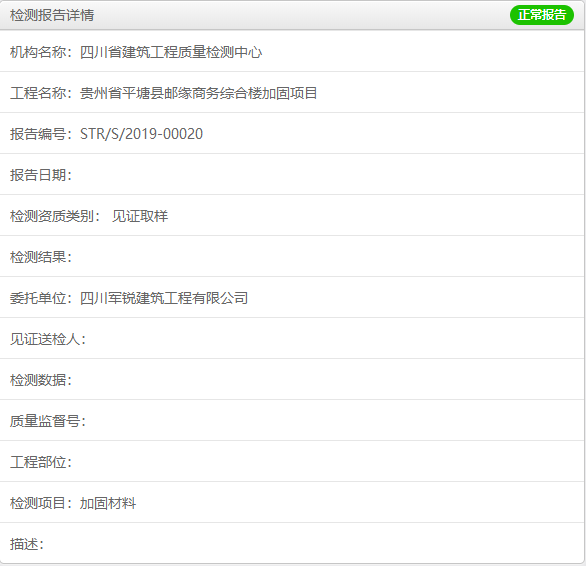 检测报告详情
正常报告
机构名称：四川省建筑工程质量检测中心
工程名称：贵州省平塘县邮缘商务综合楼加固项目
报告编号：STR/S/2019-00020
报告日期：
检测资质类别： 见证取样
检测结果：
委托单位：四川军锐建筑工程有限公司
见证送检人：
检测数据：
质量监督号：
工程部位：
检测项目：加固材料
描述：